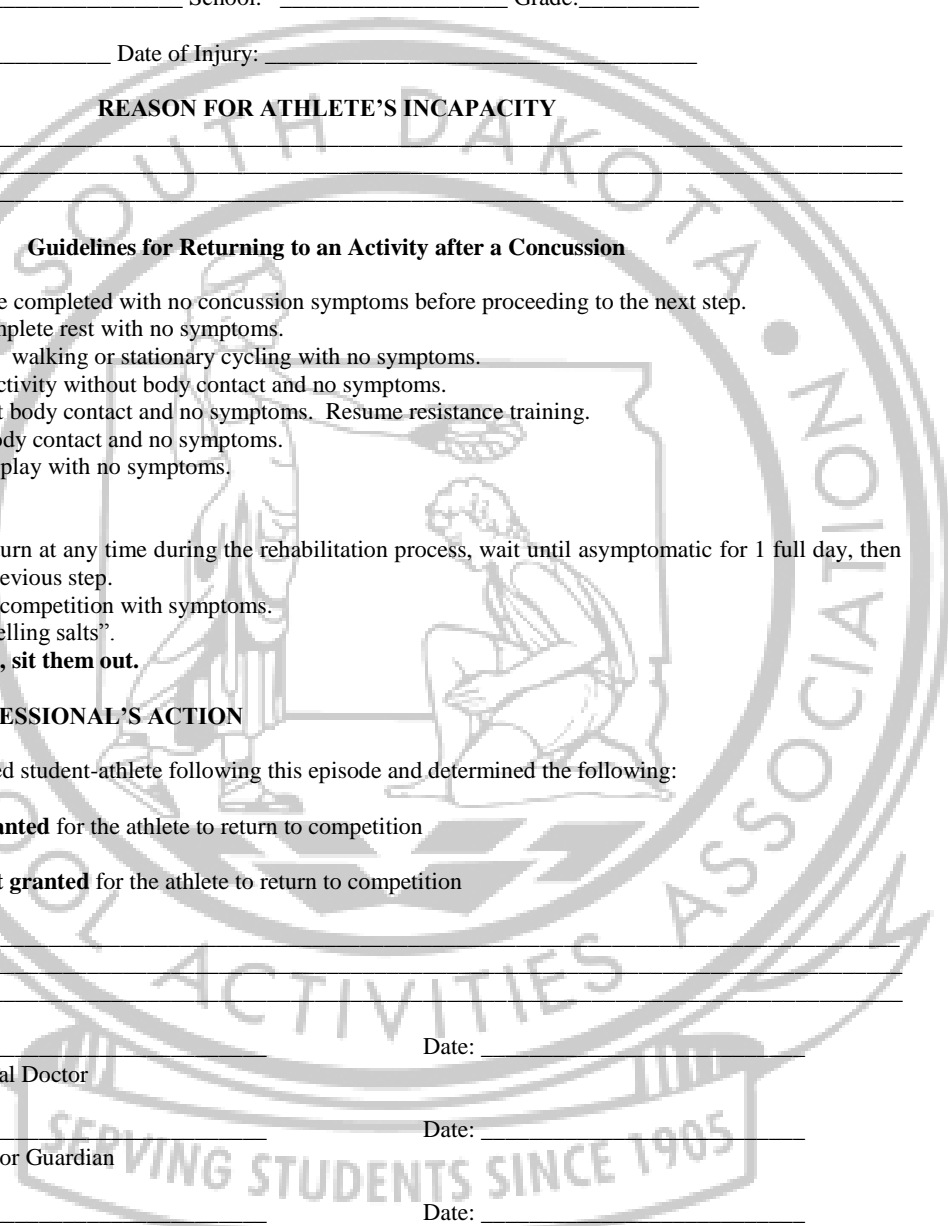 School: Grade:
Date of Injury:
REASON FOR ATHLETE'S INCAPACITY
Guidelines for Returning to an Activity after a Concussion
e completed with no concussion symptoms before proceeding to the next step.
plete rest with no symptoms.
walking or stationary cycling with no symptoms.
ctivity without body contact and no symptoms.
t body contact and no symptoms. Resume resistance training.
dy contact and no symptoms.
play with no symptoms.
urn at any time during the rehabilitation process, wait until asymptomatic for 1 full day, then
evious step.
competition with symptoms.
elling salts”.
, sit them out.
ESSIONAL'S ACTION
ed student-athlete following this episode and determined the following:
anted for the athlete to return to competition
t granted for the athlete to return to competition
Date:
al Doctor
Date:
or Guardian
Date:
SOUTH DAKOTA • NO
OOL ACTIVITIES ASSOCIATION
SERVING STUDENTS SINCE 1905